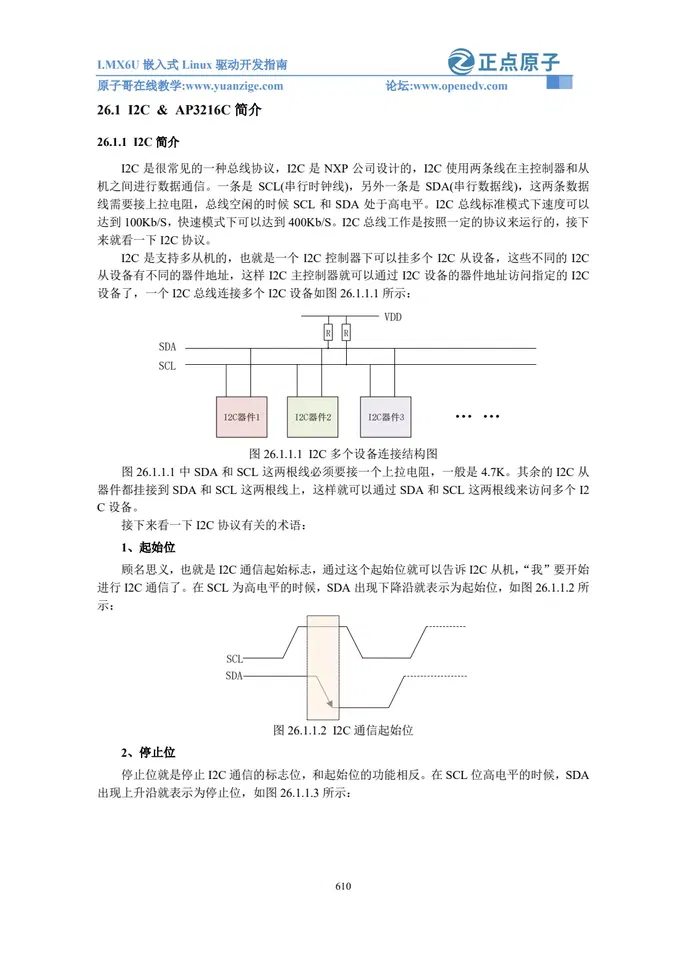 I.MX6U 嵌入式 Linux 驱动开发指南
正点原子
原子哥在线教学:www.yuanzige.com 论坛:www.openedv.com
26.1 I2C & AP3216C 简介
26.1.1 I2C 简介
I2C 是很常见的一种总线协议，I2C 是 NXP 公司设计的，I2C 使用两条线在主控制器和从
机之间进行数据通信。一条是 SCL(串行时钟线)，另外一条是 SDA(串行数据线)，这两条数据
线需要接上拉电阻，总线空闲的时候 SCL 和 SDA 处于高电平。I2C 总线标准模式下速度可以
达到 100Kb/S，快速模式下可以达到 400Kb/S。I2C 总线工作是按照一定的协议来运行的，接下
来就看一下 I2C 协议。
I2C 是支持多从机的，也就是一个 I2C 控制器下可以挂多个 I2C 从设备，这些不同的 I2C
从设备有不同的器件地址，这样 I2C 主控制器就可以通过 I2C 设备的器件地址访问指定的 I2C
设备了，一个 I2C 总线连接多个 I2C 设备如图 26.1.1.1 所示：
VDD
R R
SDA
SCL
I2C器件1 I2C器件2 I2C器件3 … …
图 26.1.1.1 I2C 多个设备连接结构图
图 26.1.1.1 中 SDA 和 SCL 这两根线必须要接一个上拉电阻，一般是 4.7K。其余的 I2C 从
器件都挂接到 SDA 和 SCL 这两根线上，这样就可以通过 SDA 和 SCL 这两根线来访问多个 I2
C 设备。
接下来看一下 I2C 协议有关的术语：
1、起始位
顾名思义，也就是 I2C 通信起始标志，通过这个起始位就可以告诉 I2C 从机，“我”要开始
进行 I2C 通信了。在 SCL 为高电平的时候，SDA 出现下降沿就表示为起始位，如图 26.1.1.2 所
示：
SCL
SDA
图 26.1.1.2 I2C 通信起始位
2、停止位
停止位就是停止 I2C 通信的标志位，和起始位的功能相反。在 SCL 位高电平的时候，SDA
出现上升沿就表示为停止位，如图 26.1.1.3 所示：
610